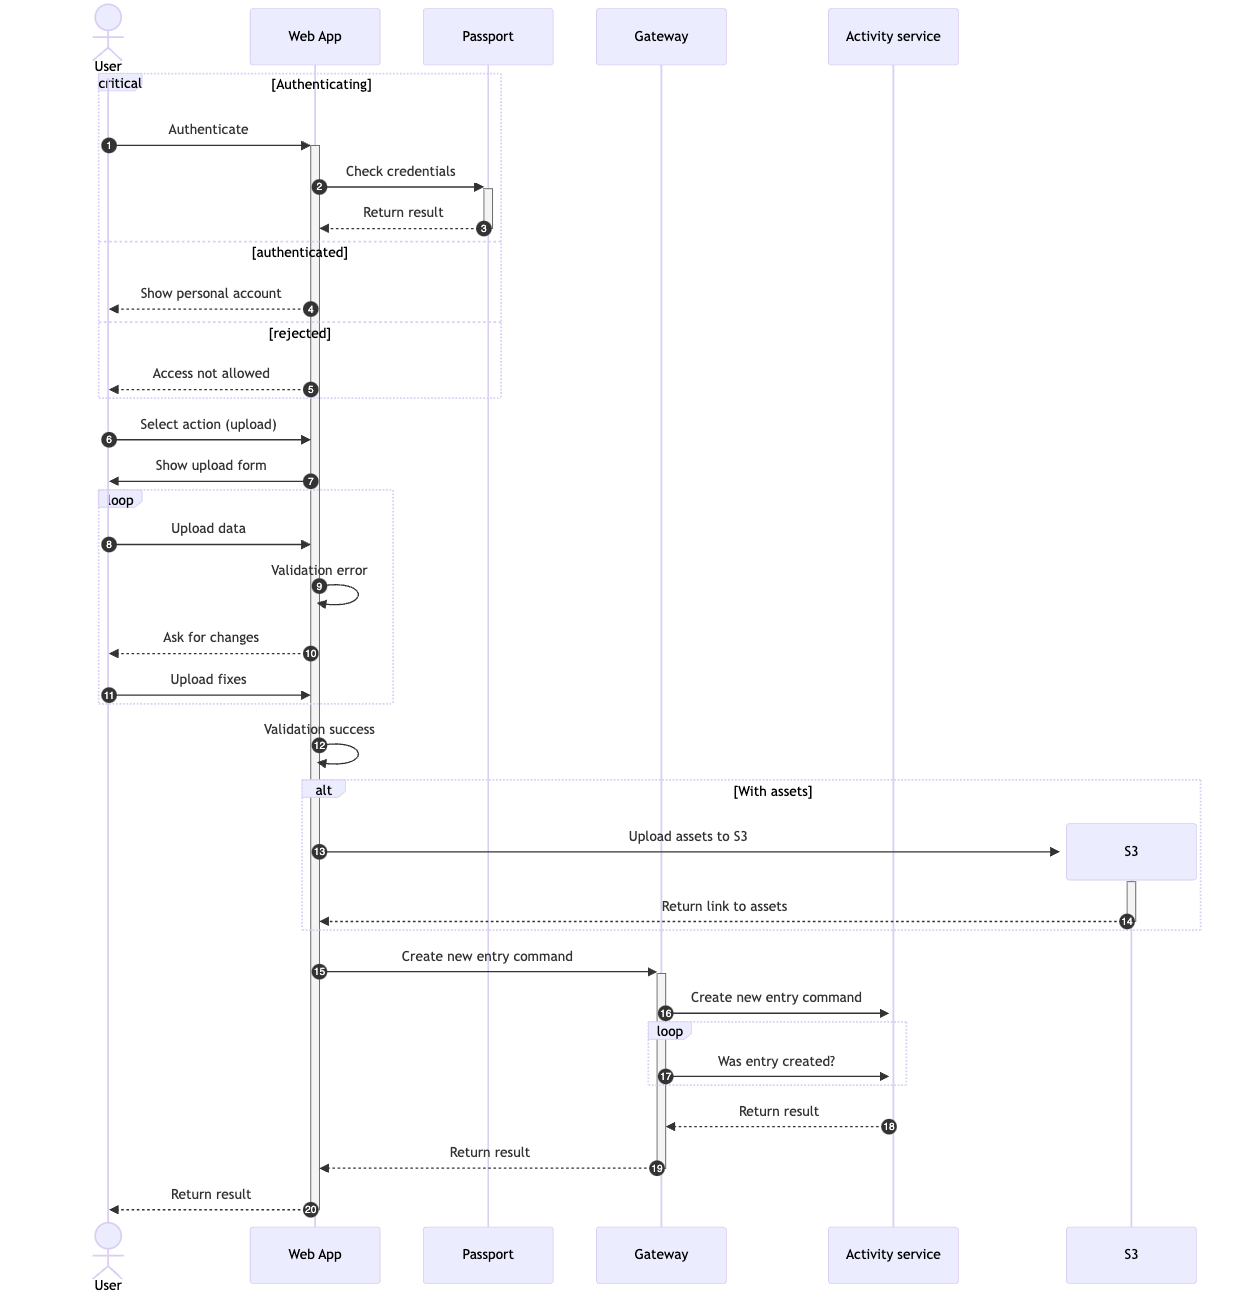 User
Web App
Passport
Gateway
Activity service
critical
[Authenticating]
Authenticate
1
Check credentials
2
Return result
3
[authenticated]
Show personal account
4
[rejected]
Access not allowed
5
Select action (upload)
6
Show upload form
7
loop
Upload data
8
Validation error
9
Ask for changes
10
Upload fixes
11
Validation success
12
alt
[With assets]
Upload assets to S3
13
S3
Return link to assets
14
Create new entry command
15
Create new entry command
16
loop
Was entry created?
17
Return result
18
Return result
19
Return result
20
User
Web App
Passport
Gateway
Activity service
S3